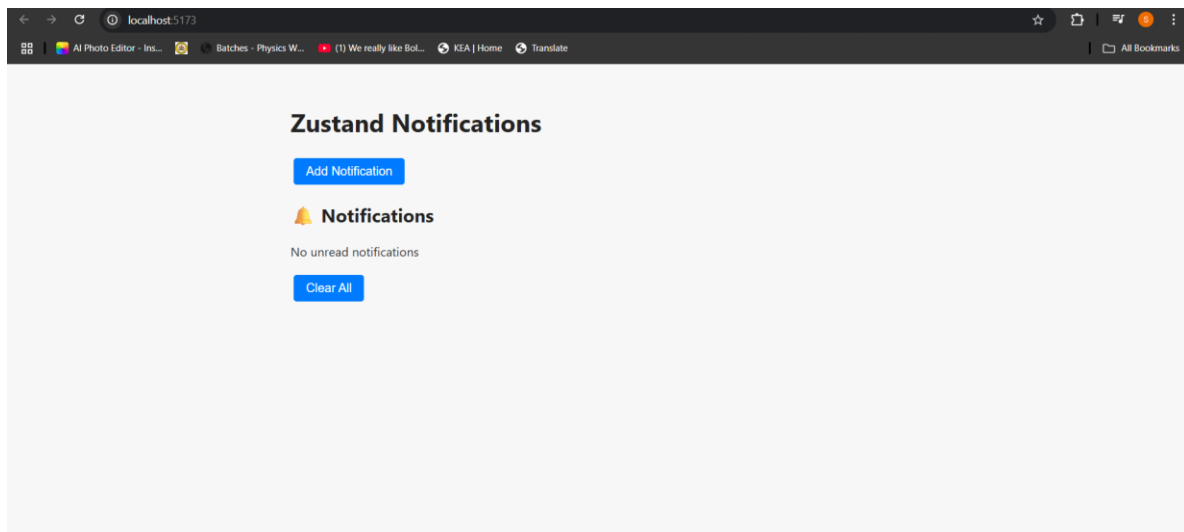 localhost:5173
AI Photo Editor - Ins... Batches - Physics W... (1) We really like Bol... KEA | Home Translate All Bookmarks
Zustand Notifications
Add Notification
🔔 Notifications
No unread notifications
Clear All